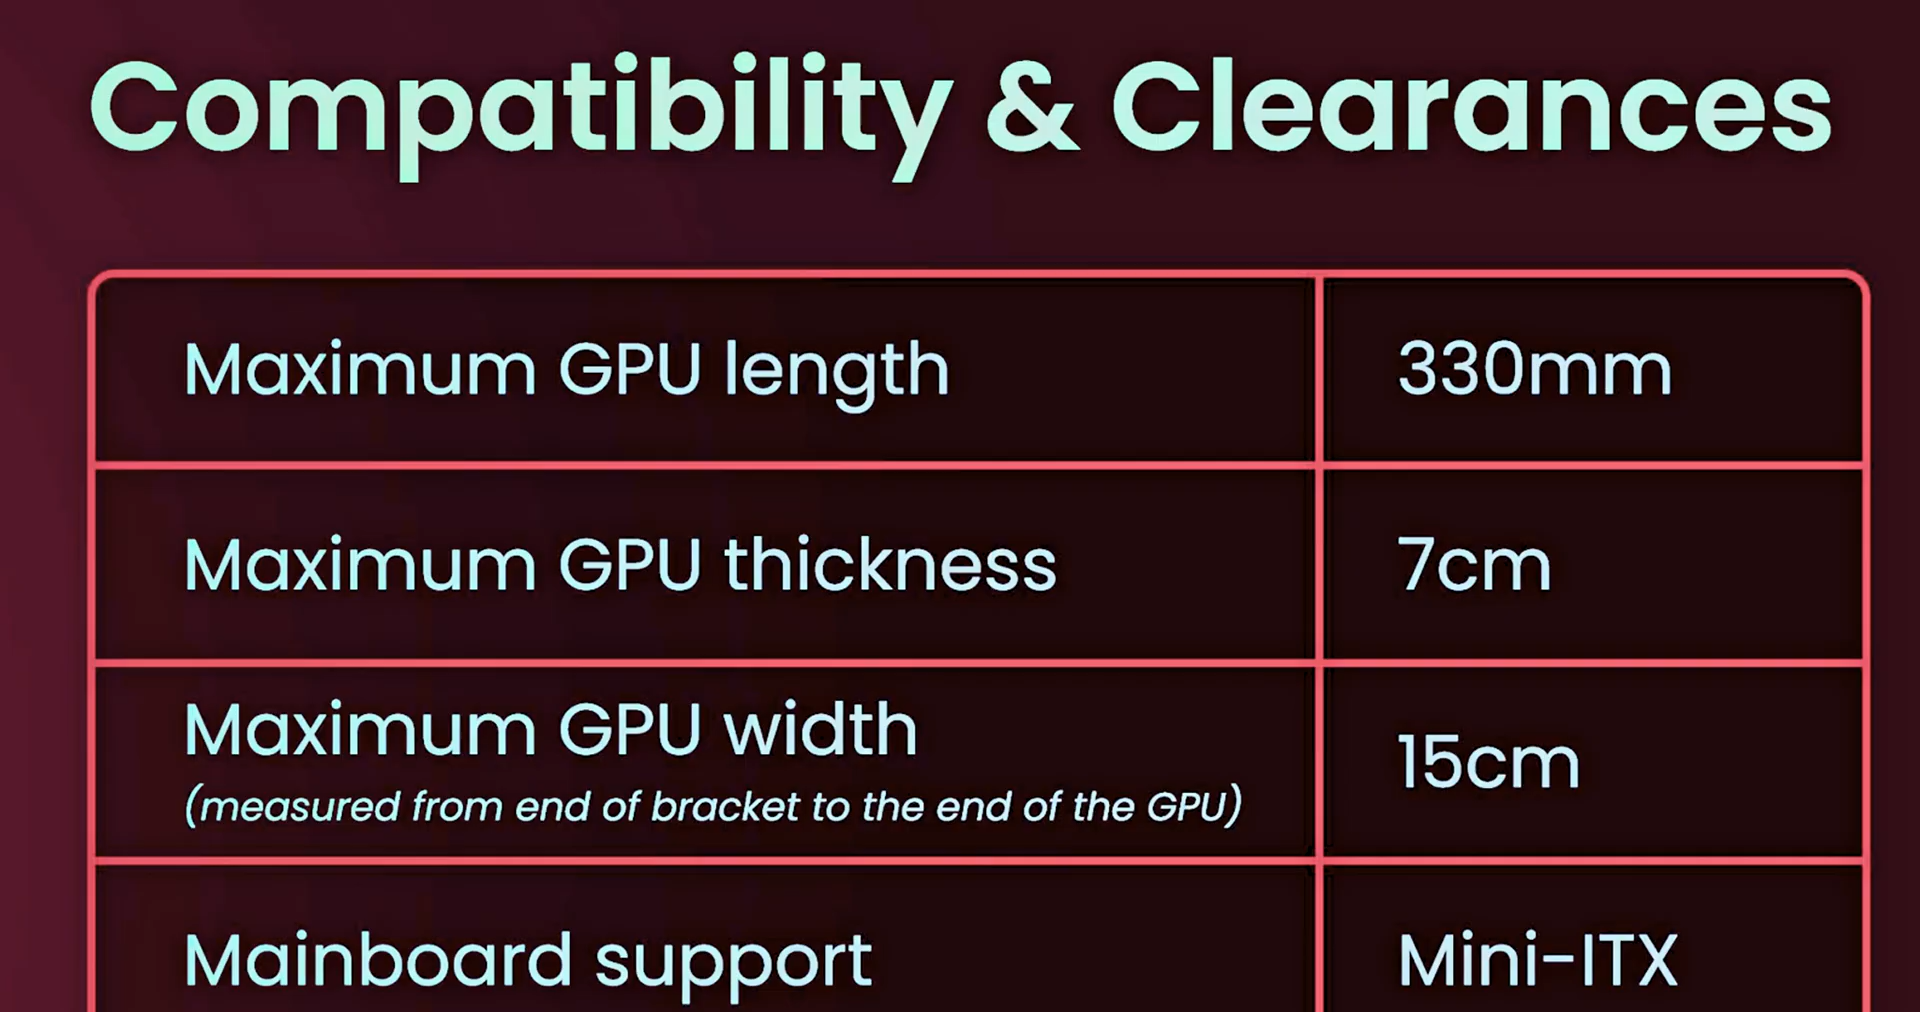 Compatibility & Clearances
Maximum GPU length 330mm
Maximum GPU thickness 7cm
Maximum GPU width
(measured from end of bracket to the end of the GPU) 15cm
Mainboard support Mini-ITX